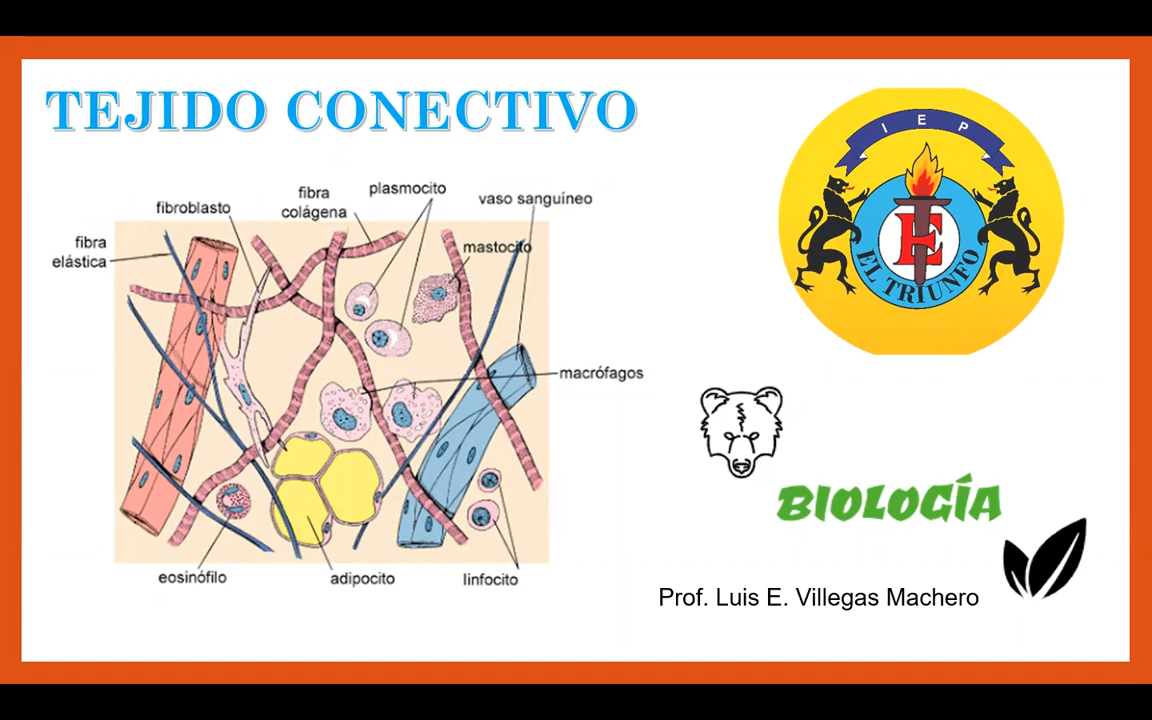 TEJIDO CONECTIVO
I E P
E
EL TRIUNFO
plasmocito
fibra
colágena
vaso sanguíneo
fibroblasto
fibra
elástica
mastocito
macrófagos
eosinófilo
adipocito
linfocito
BIOLOGÍA
Prof. Luis E. Villegas Machero